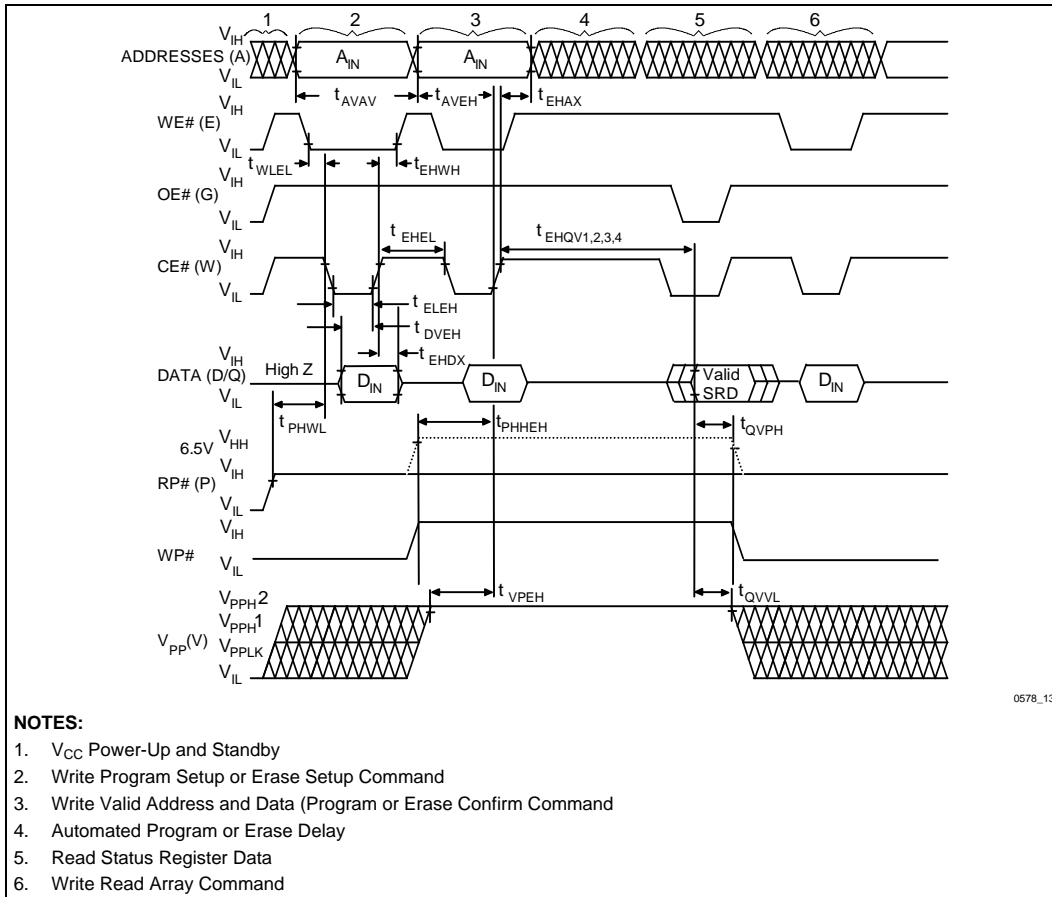 1 2 3 4 5 6
VIH
ADDRESSES (A)
AIN AIN
VIL
tAVAV tAVEH tEHAX
VIH
WE# (E)
VIL
tWLEL tEHWH
VIH
OE# (G)
VIL
tEHEL tEHQV1,2,3,4
VIH
CE# (W)
VIL
tELEH
tDVEH
tEHDX
VIH
DATA (D/Q)
High Z
DIN DIN Valid SRD DIN
VIL
tPHWL tPHHEH tQVPH
6.5V VHH
VIH
RP# (P)
VIL
VIH
WP#
VIL
tVPEH tQVVL
VPPH2
VPPH1
VPP(V) VPPLK
VIL
0578_13
NOTES:
1. VCC Power-Up and Standby
2. Write Program Setup or Erase Setup Command
3. Write Valid Address and Data (Program or Erase Confirm Command
4. Automated Program or Erase Delay
5. Read Status Register Data
6. Write Read Array Command